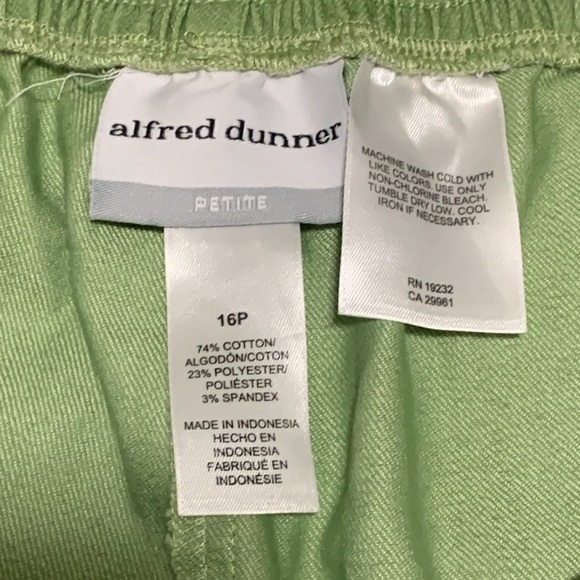 alfred dunner
PETITE
16P
74% COTTON/
ALGODÓN/COTON
23% POLYESTER/
POLIÉSTER
3% SPANDEX
MADE IN INDONESIA
HECHO EN
INDONESIA
FABRIQUÉ EN
INDONÉSIE
MACHINE WASH COLD WITH
LIKE COLORS. USE ONLY
NON-CHLORINE BLEACH.
TUMBLE DRY LOW. COOL
IRON IF NECESSARY.
RN 19232
CA 29961